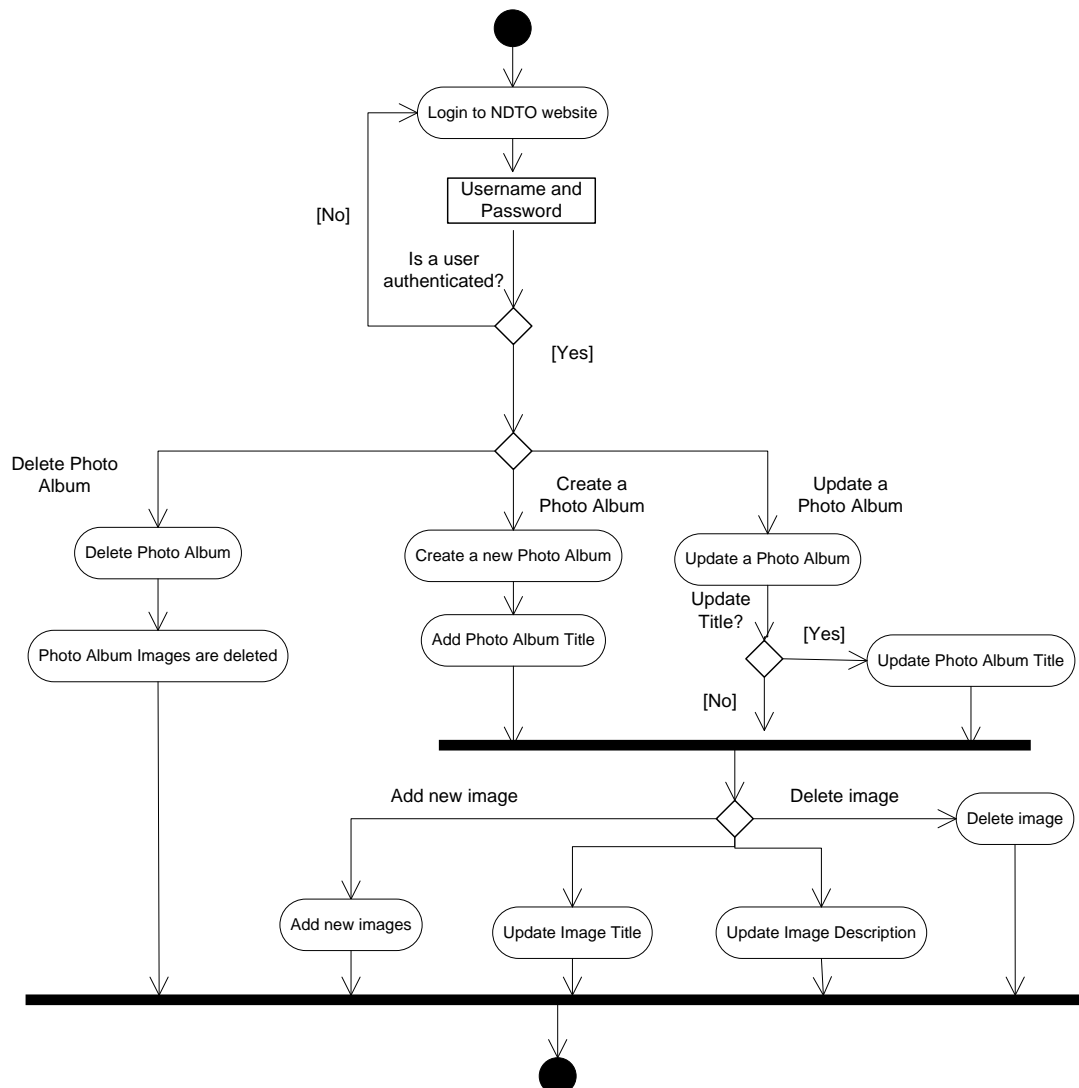 Login to NDTO website
Username and
Password
[No]
Is a user
authenticated?
[Yes]
Delete Photo
Album
Create a
Photo Album
Update a
Photo Album
Delete Photo Album
Create a new Photo Album
Update a Photo Album
Update
Title?
[Yes]
Photo Album Images are deleted
Add Photo Album Title
Update Photo Album Title
[No]
Add new image
Delete image
Delete image
Add new images
Update Image Title
Update Image Description